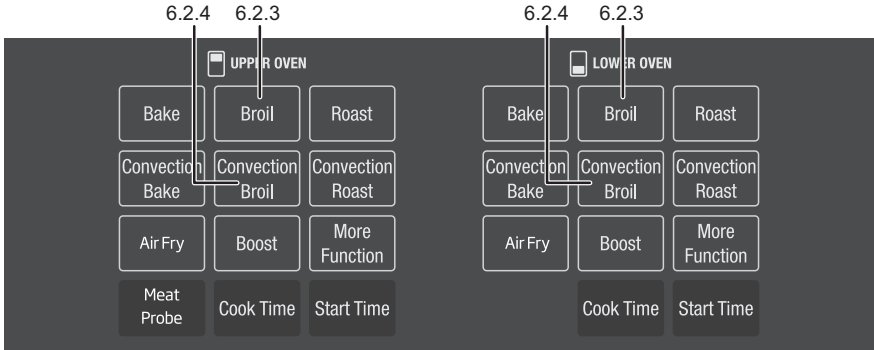 6.2.4 6.2.3 6.2.4 6.2.3
UPPER OVEN LOWER OVEN
Bake Broil Roast Bake Broil Roast
Convection Convection Convection Convection Convection Convection
Bake Broil Roast Bake Broil Roast
Air Fry Boost More Function Air Fry Boost More Function
Meat Probe Cook Time Start Time Cook Time Start Time